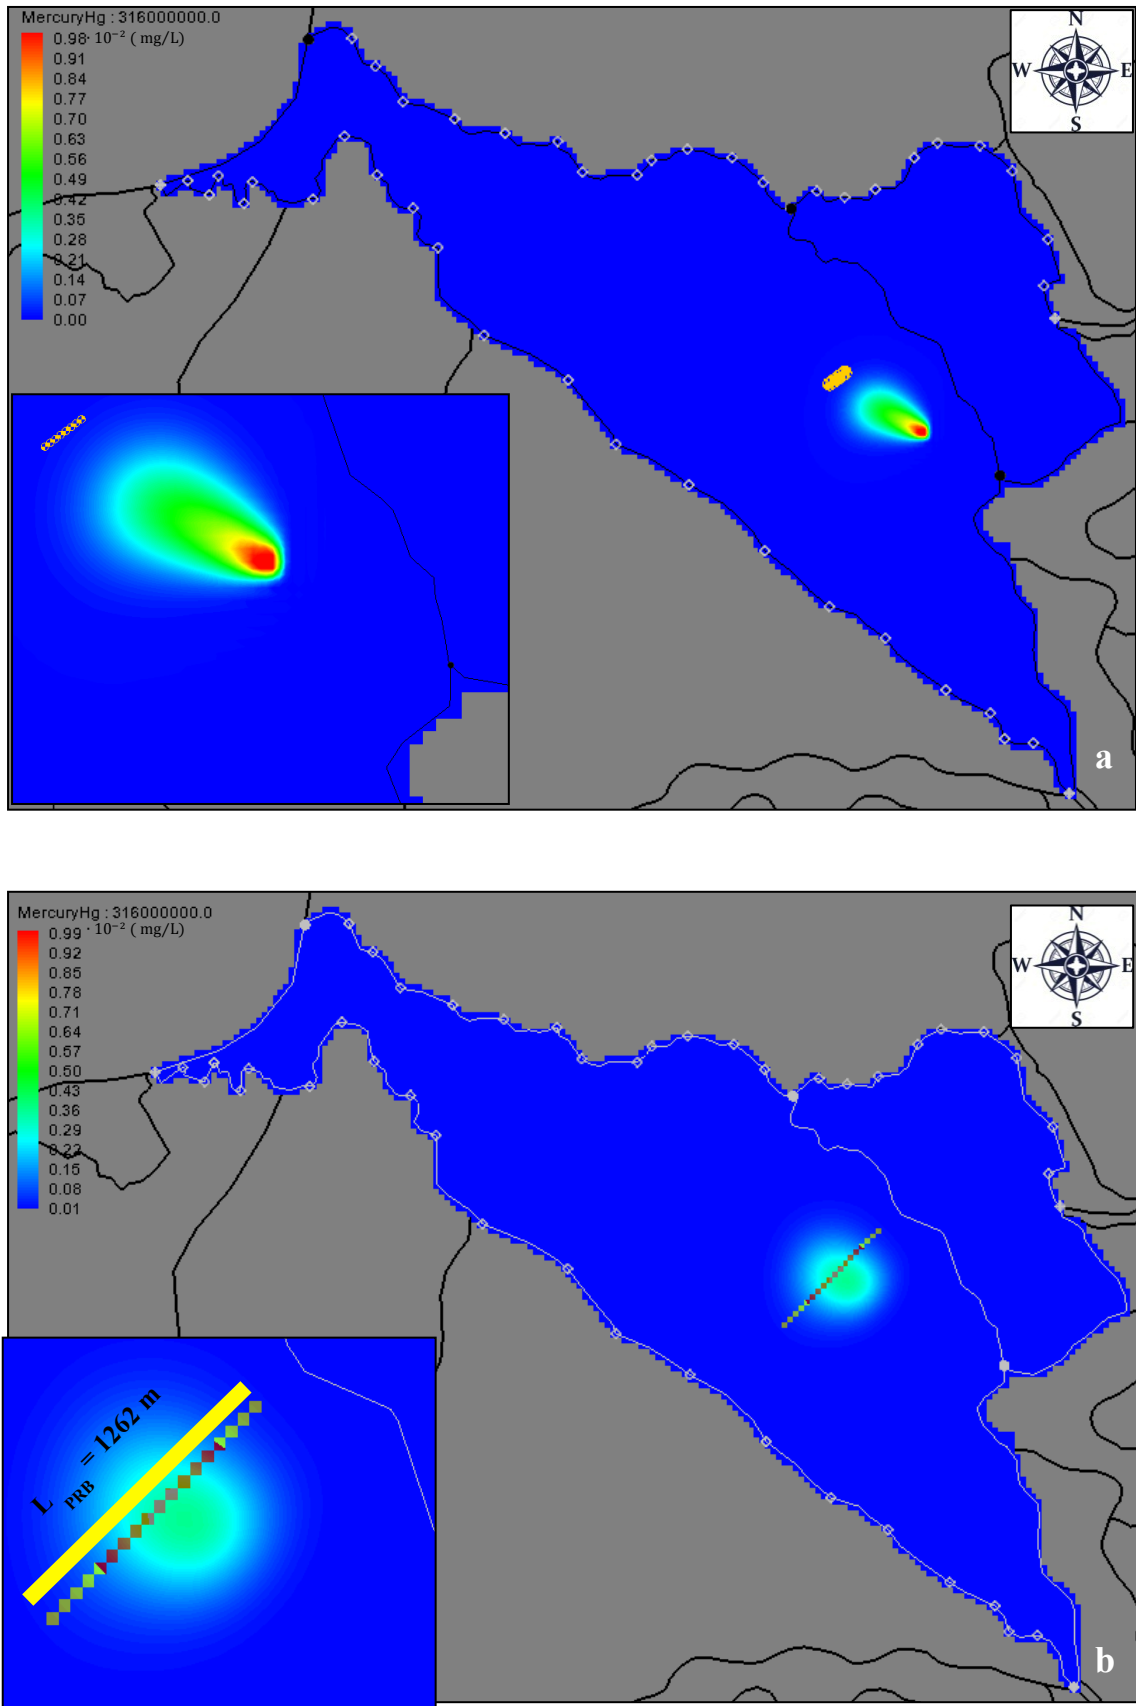 MercuryHg : 316000000.0
0.98 · 10⁻² ( mg/L)
0.91
0.84
0.77
0.70
0.63
0.56
0.49
0.42
0.35
0.28
0.21
0.14
0.07
0.00
N
W E
S
a
MercuryHg : 316000000.0
0.99 · 10⁻² ( mg/L)
0.92
0.85
0.78
0.71
0.64
0.57
0.50
0.43
0.36
0.29
0.22
0.15
0.08
0.01
N
W E
S
L PRB = 1262 m
b